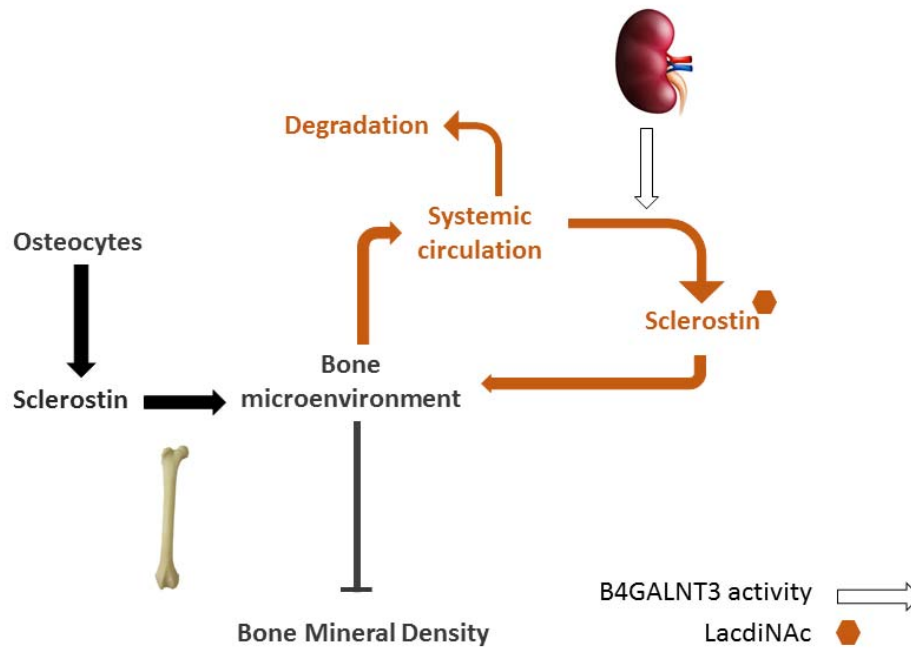 Degradation
Systemic
circulation
Osteocytes
Sclerostin
Bone
microenvironment
Sclerostin
Bone Mineral Density
B4GALNT3 activity
LacdiNAc